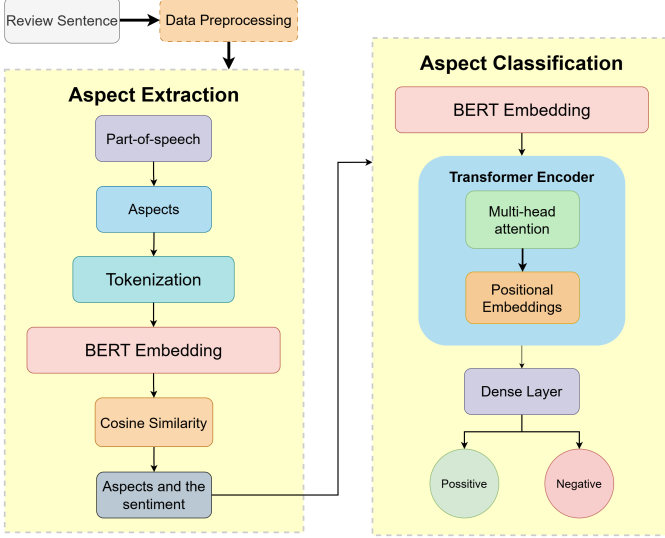 Review Sentence
Data Preprocessing
Aspect Extraction
Part-of-speech
Aspects
Tokenization
BERT Embedding
Cosine Similarity
Aspects and the
sentiment
Aspect Classification
BERT Embedding
Transformer Encoder
Multi-head
attention
Positional
Embeddings
Dense Layer
Possitive
Negative